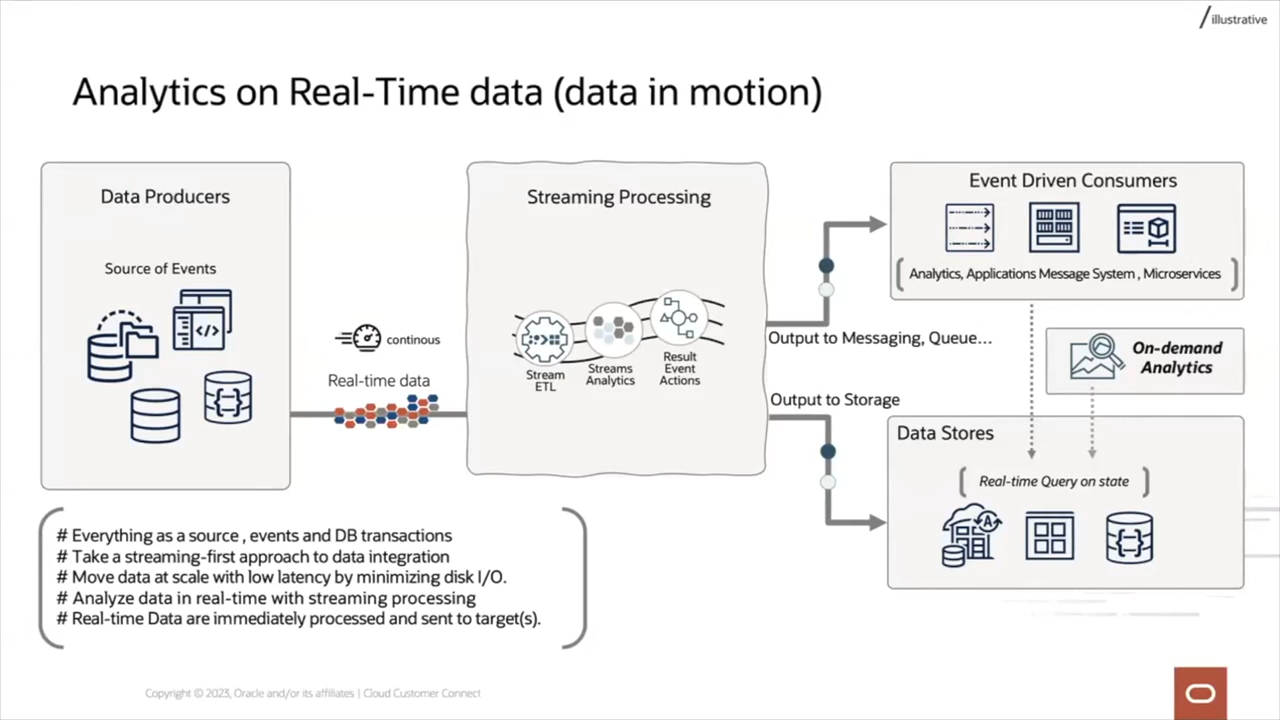 illustrative
Analytics on Real-Time data (data in motion)
Data Producers
Source of Events
</>
{ }
continous
Real-time data
Streaming Processing
Stream
ETL
Streams
Analytics
Result
Event
Actions
Output to Messaging, Queue...
Output to Storage
Event Driven Consumers
Analytics, Applications Message System , Microservices
On-demand
Analytics
Data Stores
Real-time Query on state
A
{ }
# Everything as a source , events and DB transactions
# Take a streaming-first approach to data integration
# Move data at scale with low latency by minimizing disk I/O.
# Analyze data in real-time with streaming processing
# Real-time Data are immediately processed and sent to target(s).
Copyright © 2023, Oracle and/or its affiliates | Cloud Customer Connect